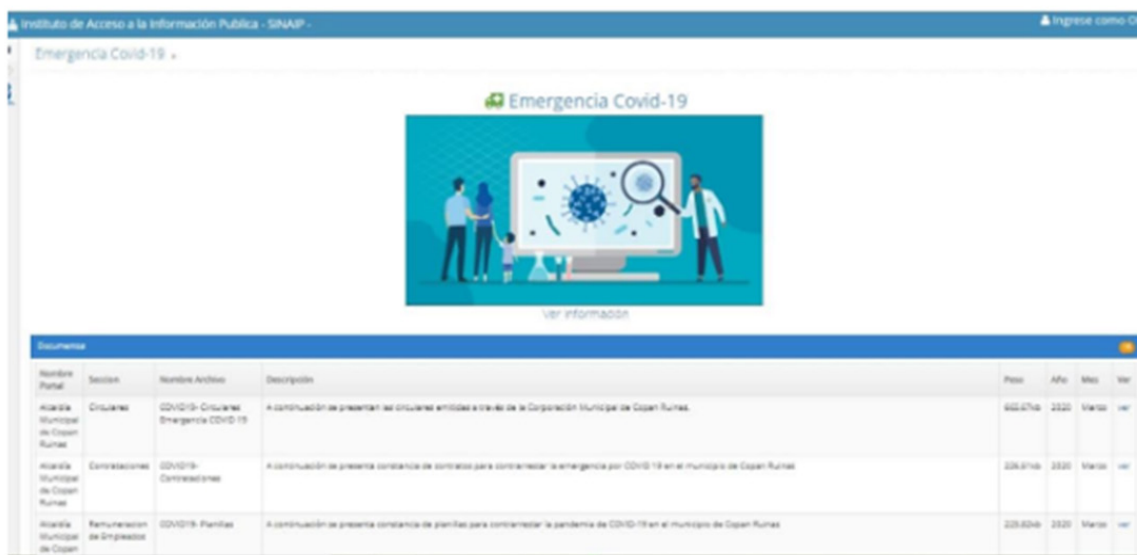 Instituto de Acceso a la Información Publica - SINAIP -
Ingrese como O
Emergencia Covid-19
Emergencia Covid-19
Ver información
Documentos
Nombre Portal Seccion Nombre Archivo Descripción Peso Año Mes Ver
Alcaldía Municipal de Copan Ruinas Circulares COVID19- Circulares Emergencia COVID 19 A continuación se presentan las circulares emitidas a través de la Corporación Municipal de Copan Ruinas. 2020 Marzo ver
Alcaldía Municipal de Copan Ruinas Contrataciones COVID19- Contrataciones A continuación se presenta constancia de contratos para contrarrestar la emergencia por COVID 19 en el municipio de Copan Ruinas 2020 Marzo ver
Alcaldía Municipal de Copan Remuneracion de Empleados COVID19- Planillas A continuación se presenta constancia de planillas para contrarrestar la pandemia de COVID-19 en el municipio de Copan Ruinas 2020 Marzo ver